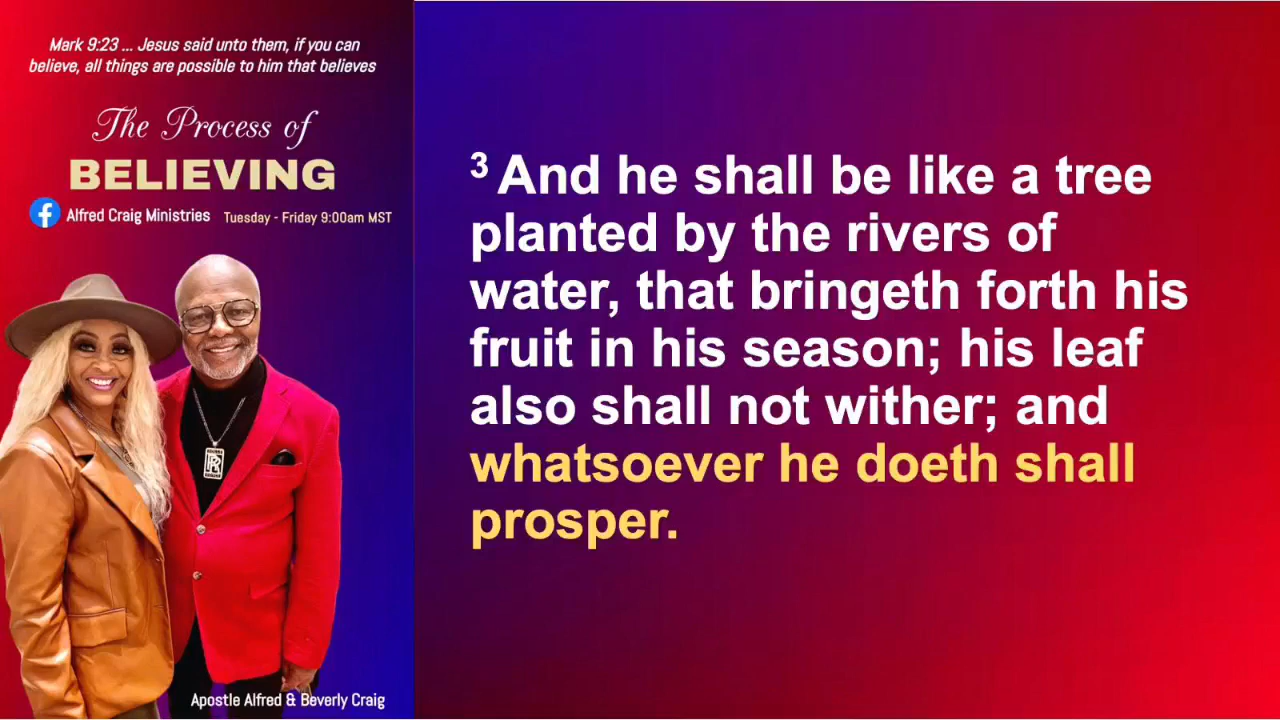 Mark 9:23 ... Jesus said unto them, if you can
believe, all things are possible to him that believes
The Process of
BELIEVING
Alfred Craig Ministries Tuesday - Friday 9:00am MST
Apostle Alfred & Beverly Craig
3 And he shall be like a tree
planted by the rivers of
water, that bringeth forth his
fruit in his season; his leaf
also shall not wither; and
whatsoever he doeth shall
prosper.